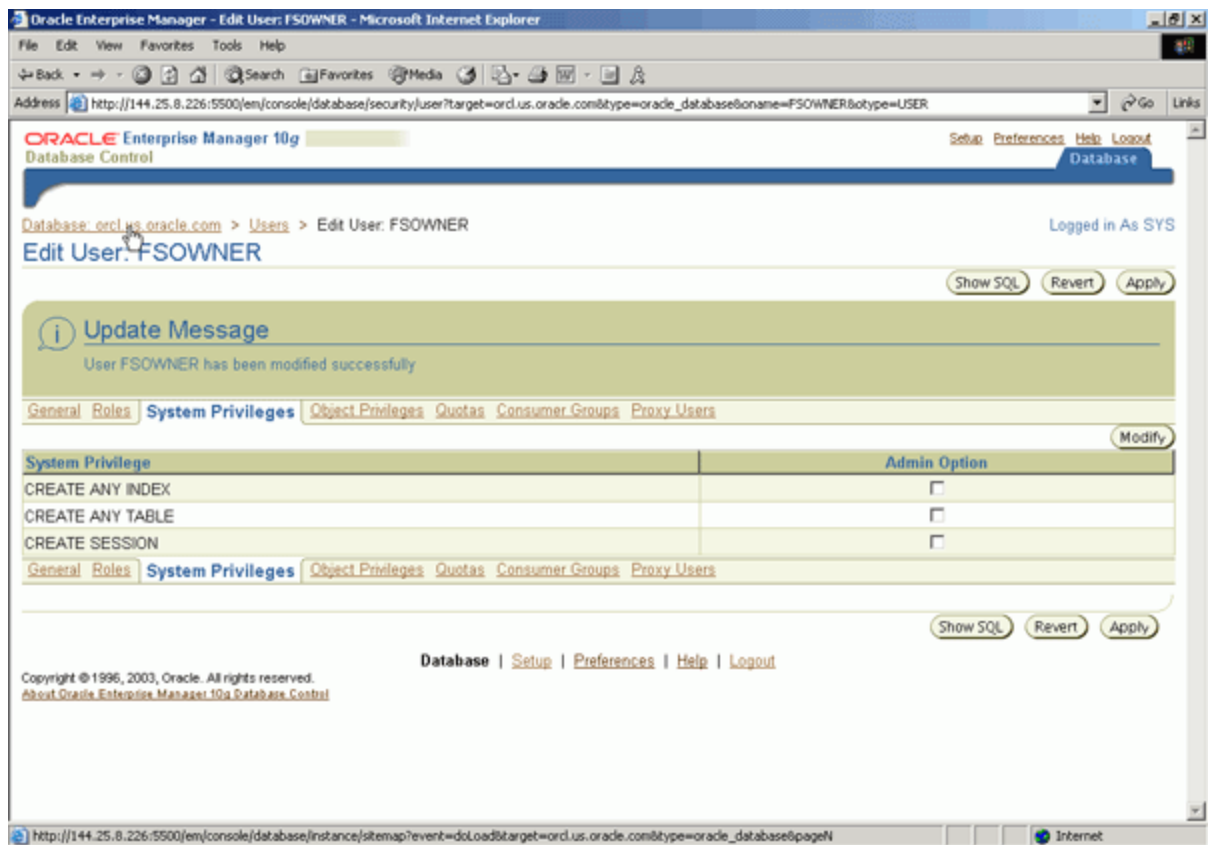 Oracle Enterprise Manager - Edit User: FSOWNER - Microsoft Internet Explorer
File Edit View Favorites Tools Help
Back Search Favorites Media
Address http://144.25.8.226:5500/em/console/database/security/user?target=orcl.us.oracle.com&type=oracle_database&oname=FSOWNER&otype=USER Go Links
ORACLE Enterprise Manager 10g
Database Control
Setup Preferences Help Logout
Database
Database: orcl.us.oracle.com > Users > Edit User: FSOWNER
Logged in As SYS
Edit User: FSOWNER
Show SQL Revert Apply
Update Message
User FSOWNER has been modified successfully
General Roles System Privileges Object Privileges Quotas Consumer Groups Proxy Users
Modify
System Privilege Admin Option
CREATE ANY INDEX
CREATE ANY TABLE
CREATE SESSION
General Roles System Privileges Object Privileges Quotas Consumer Groups Proxy Users
Show SQL Revert Apply
Database | Setup | Preferences | Help | Logout
Copyright © 1996, 2003, Oracle. All rights reserved.
About Oracle Enterprise Manager 10g Database Control
http://144.25.8.226:5500/em/console/database/instance/sitemap?event=doLoad&target=orcl.us.oracle.com&type=oracle_database&pageN Internet